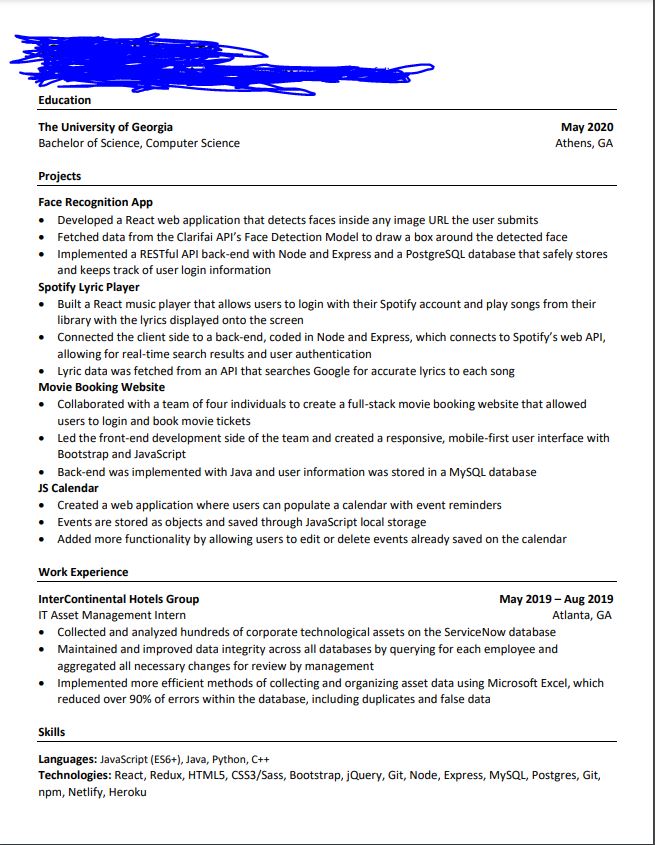 Education
The University of Georgia May 2020
Bachelor of Science, Computer Science Athens, GA
Projects
Face Recognition App
• Developed a React web application that detects faces inside any image URL the user submits
• Fetched data from the Clarifai API's Face Detection Model to draw a box around the detected face
• Implemented a RESTful API back-end with Node and Express and a PostgreSQL database that safely stores
and keeps track of user login information
Spotify Lyric Player
• Built a React music player that allows users to login with their Spotify account and play songs from their
library with the lyrics displayed onto the screen
• Connected the client side to a back-end, coded in Node and Express, which connects to Spotify's web API,
allowing for real-time search results and user authentication
• Lyric data was fetched from an API that searches Google for accurate lyrics to each song
Movie Booking Website
• Collaborated with a team of four individuals to create a full-stack movie booking website that allowed
users to login and book movie tickets
• Led the front-end development side of the team and created a responsive, mobile-first user interface with
Bootstrap and JavaScript
• Back-end was implemented with Java and user information was stored in a MySQL database
JS Calendar
• Created a web application where users can populate a calendar with event reminders
• Events are stored as objects and saved through JavaScript local storage
• Added more functionality by allowing users to edit or delete events already saved on the calendar
Work Experience
InterContinental Hotels Group May 2019 – Aug 2019
IT Asset Management Intern Atlanta, GA
• Collected and analyzed hundreds of corporate technological assets on the ServiceNow database
• Maintained and improved data integrity across all databases by querying for each employee and
aggregated all necessary changes for review by management
• Implemented more efficient methods of collecting and organizing asset data using Microsoft Excel, which
reduced over 90% of errors within the database, including duplicates and false data
Skills
Languages: JavaScript (ES6+), Java, Python, C++
Technologies: React, Redux, HTML5, CSS3/Sass, Bootstrap, jQuery, Git, Node, Express, MySQL, Postgres, Git,
npm, Netlify, Heroku